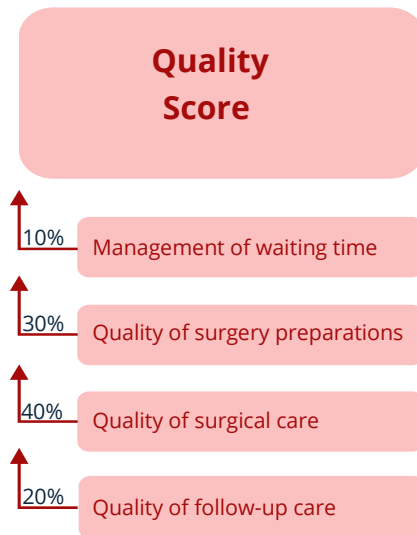 Quality
Score
10%
Management of waiting time
30%
Quality of surgery preparations
40%
Quality of surgical care
20%
Quality of follow-up care